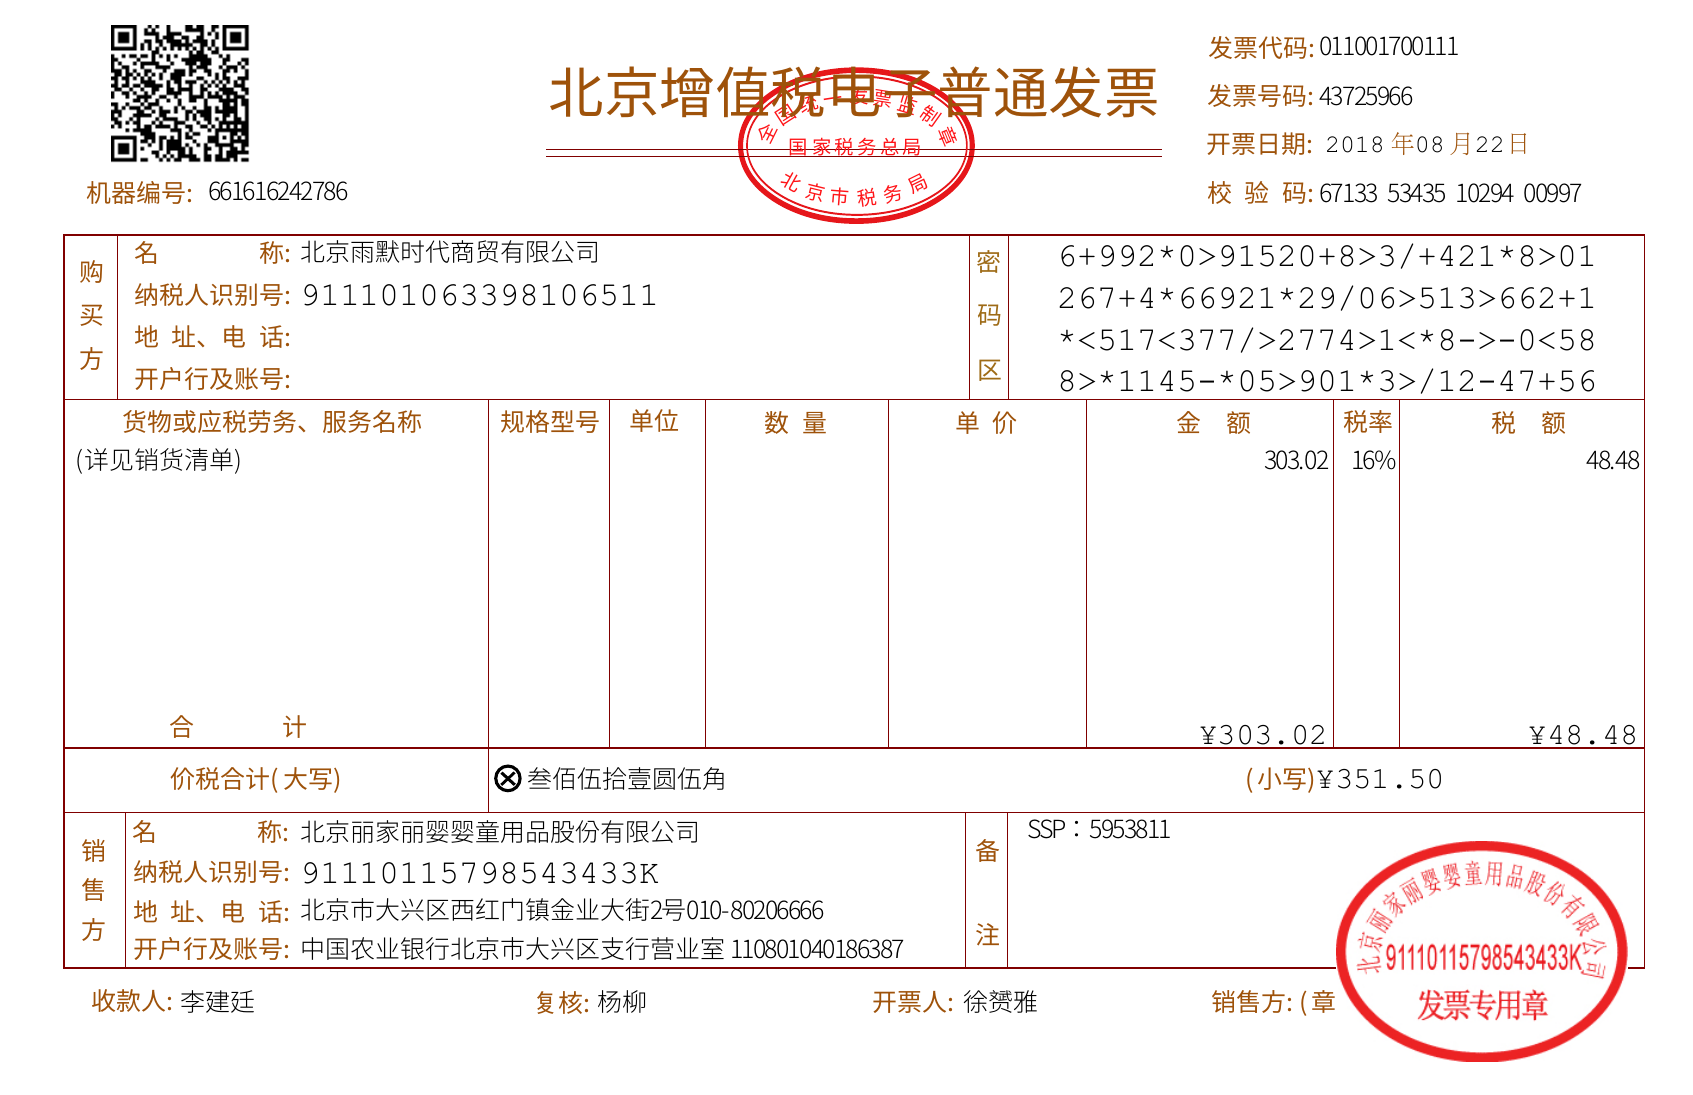 北京增值税电子普通发票
全国统一发票监制章
国家税务总局
北京市税务局
发票代码: 011001700111
发票号码: 43725966
开票日期: 2018 年08 月22日
校 验 码: 67133 53435 10294 00997
机器编号: 661616242786
购买方
名 称: 北京雨默时代商贸有限公司
纳税人识别号: 911101063398106511
地 址、电 话:
开户行及账号:
密码区
6+992*0>91520+8>3/+421*8>01
267+4*66921*29/06>513>662+1
*<517<377/>2774>1<*8->-0<58
8>*1145-*05>901*3>/12-47+56
货物或应税劳务、服务名称 规格型号 单位 数 量 单 价 金 额 税率 税 额
(详见销货清单) 303.02 16% 48.48
合 计 ¥303.02 ¥48.48
价税合计(大写) ⊗叁佰伍拾壹圆伍角 (小写)¥351.50
销售方
名 称: 北京丽家丽婴婴童用品股份有限公司
纳税人识别号: 91110115798543433K
地 址、电 话: 北京市大兴区西红门镇金业大街2号010-80206666
开户行及账号: 中国农业银行北京市大兴区支行营业室 110801040186387
备注
SSP：5953811
收款人: 李建廷 复核: 杨柳 开票人: 徐赟雅 销售方: (章
北京丽家丽婴婴童用品股份有限公司
91110115798543433K
发票专用章